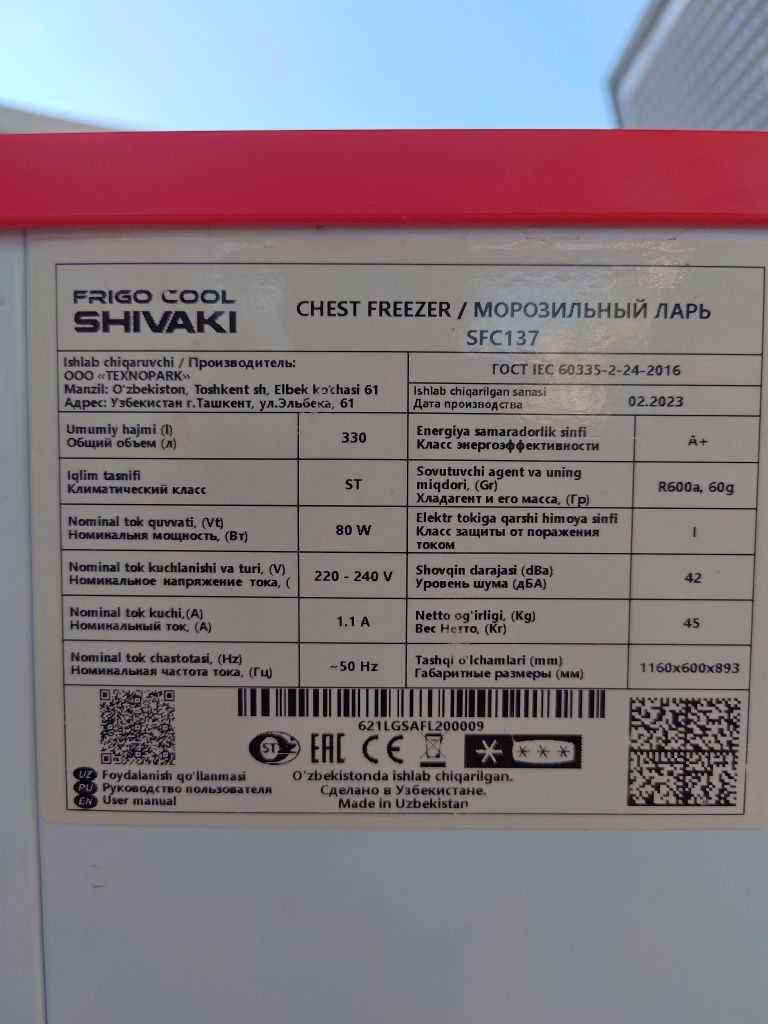 FRIGO COOL
SHIVAKI
CHEST FREEZER / МОРОЗИЛЬНЫЙ ЛАРЬ
SFC137
Ishlab chiqaruvchi / Производитель:
ООО «TEXNOPARK»
Manzil: O'zbekiston, Toshkent sh, Elbek ko'chasi 61
Адрес: Узбекистан г.Ташкент, ул.Эльбека, 61
ГОСТ IEC 60335-2-24-2016
Ishlab chiqarilgan sanasi
Дата производства
02.2023
Umumiy hajmi (l)
Общий объем (л)
330
Energiya samaradorlik sinfi
Класс энергоэффективности
A+
Iqlim tasnifi
Климатический класс
ST
Sovutuvchi agent va uning
miqdori, (Gr)
Хладагент и его масса, (Гр)
R600a, 60g
Nominal tok quvvati, (Vt)
Номинальня мощность, (Вт)
80 W
Elektr tokiga qarshi himoya sinfi
Класс защиты от поражения
током
I
Nominal tok kuchlanishi va turi, (V)
Номинальное напряжение тока, (
220 - 240 V
Shovqin darajasi (dBa)
Уровень шума (дБА)
42
Nominal tok kuchi,(A)
Номинальный ток, (А)
1.1 A
Netto og'irligi, (Kg)
Вес Нетто, (Кг)
45
Nominal tok chastotasi, (Hz)
Номинальная частота тока, (Гц)
~50 Hz
Tashqi o'lchamlari (mm)
Габаритные размеры (мм)
1160x600x893
621LGSAFL200009
ST
EAC CE
UZ Foydalanish qo'llanmasi
RU Руководство пользователя
EN User manual
O'zbekistonda ishlab chiqarilgan.
Сделано в Узбекистане.
Made in Uzbekistan